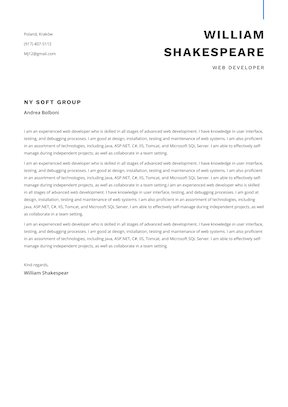 Poland, Kraków
(917) 407 5112
Mj12@gmail.com
WILLIAM
SHAKESPEARE
WEB DEVELOPER
NY SOFT GROUP
Andrea Bolboni
I am an experienced web developer who is skilled in all stages of advanced web development. I have knowledge in user interface,
testing, and debugging processes. I am good at design, installation, testing and maintenance of web systems. I am also proficient
in an assortment of technologies, including Java, ASP.NET, C#, IIS, Tomcat, and Microsoft SQL Server. I am able to effectively self-
manage during independent projects, as well as collaborate in a team setting.
I am an experienced web developer who is skilled in all stages of advanced web development. I have knowledge in user interface,
testing, and debugging processes. I am good at design, installation, testing and maintenance of web systems. I am also proficient
in an assortment of technologies, including Java, ASP.NET, C#, IIS, Tomcat, and Microsoft SQL Server. I am able to effectively self-
manage during independent projects, as well as collaborate in a team setting.I am an experienced web developer who is skilled
in all stages of advanced web development. I have knowledge in user interface, testing, and debugging processes. I am good at
design, installation, testing and maintenance of web systems. I am also proficient in an assortment of technologies, including
Java, ASP.NET, C#, IIS, Tomcat, and Microsoft SQL Server. I am able to effectively self-manage during independent projects, as well
as collaborate in a team setting.
I am an experienced web developer who is skilled in all stages of advanced web development. I have knowledge in user interface,
testing, and debugging processes. I am good at design, installation, testing and maintenance of web systems. I am also proficient
in an assortment of technologies, including Java, ASP.NET, C#, IIS, Tomcat, and Microsoft SQL Server. I am able to effectively self-
manage during independent projects, as well as collaborate in a team setting.
Kind regards,
William Shakespear